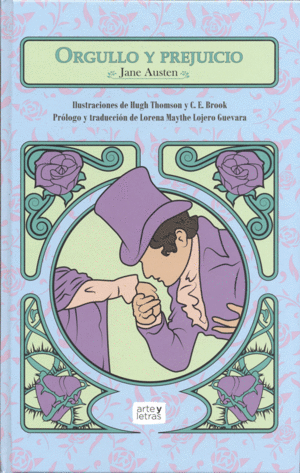 ORGULLO Y PREJUICIO
Jane Austen
Ilustraciones de Hugh Thomson y C. E. Brook
Prólogo y traducción de Lorena Maythe Lojero Guevara
arte y
letras